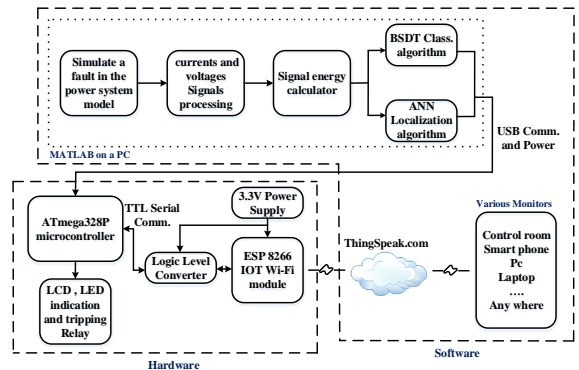 Simulate a
fault in the
power system
model
currents and
voltages
Signals
processing
Signal energy
calculator
BSDT Class.
algorithm
ANN
Localization
algorithm
MATLAB on a PC
USB Comm.
and Power
ATmega328P
microcontroller
TTL Serial
Comm.
3.3V Power
Supply
Logic Level
Converter
ESP 8266
IOT Wi-Fi
module
LCD , LED
indication
and tripping
Relay
Hardware
ThingSpeak.com
Various Monitors
Control room
Smart phone
Pc
Laptop
....
Any where
Software